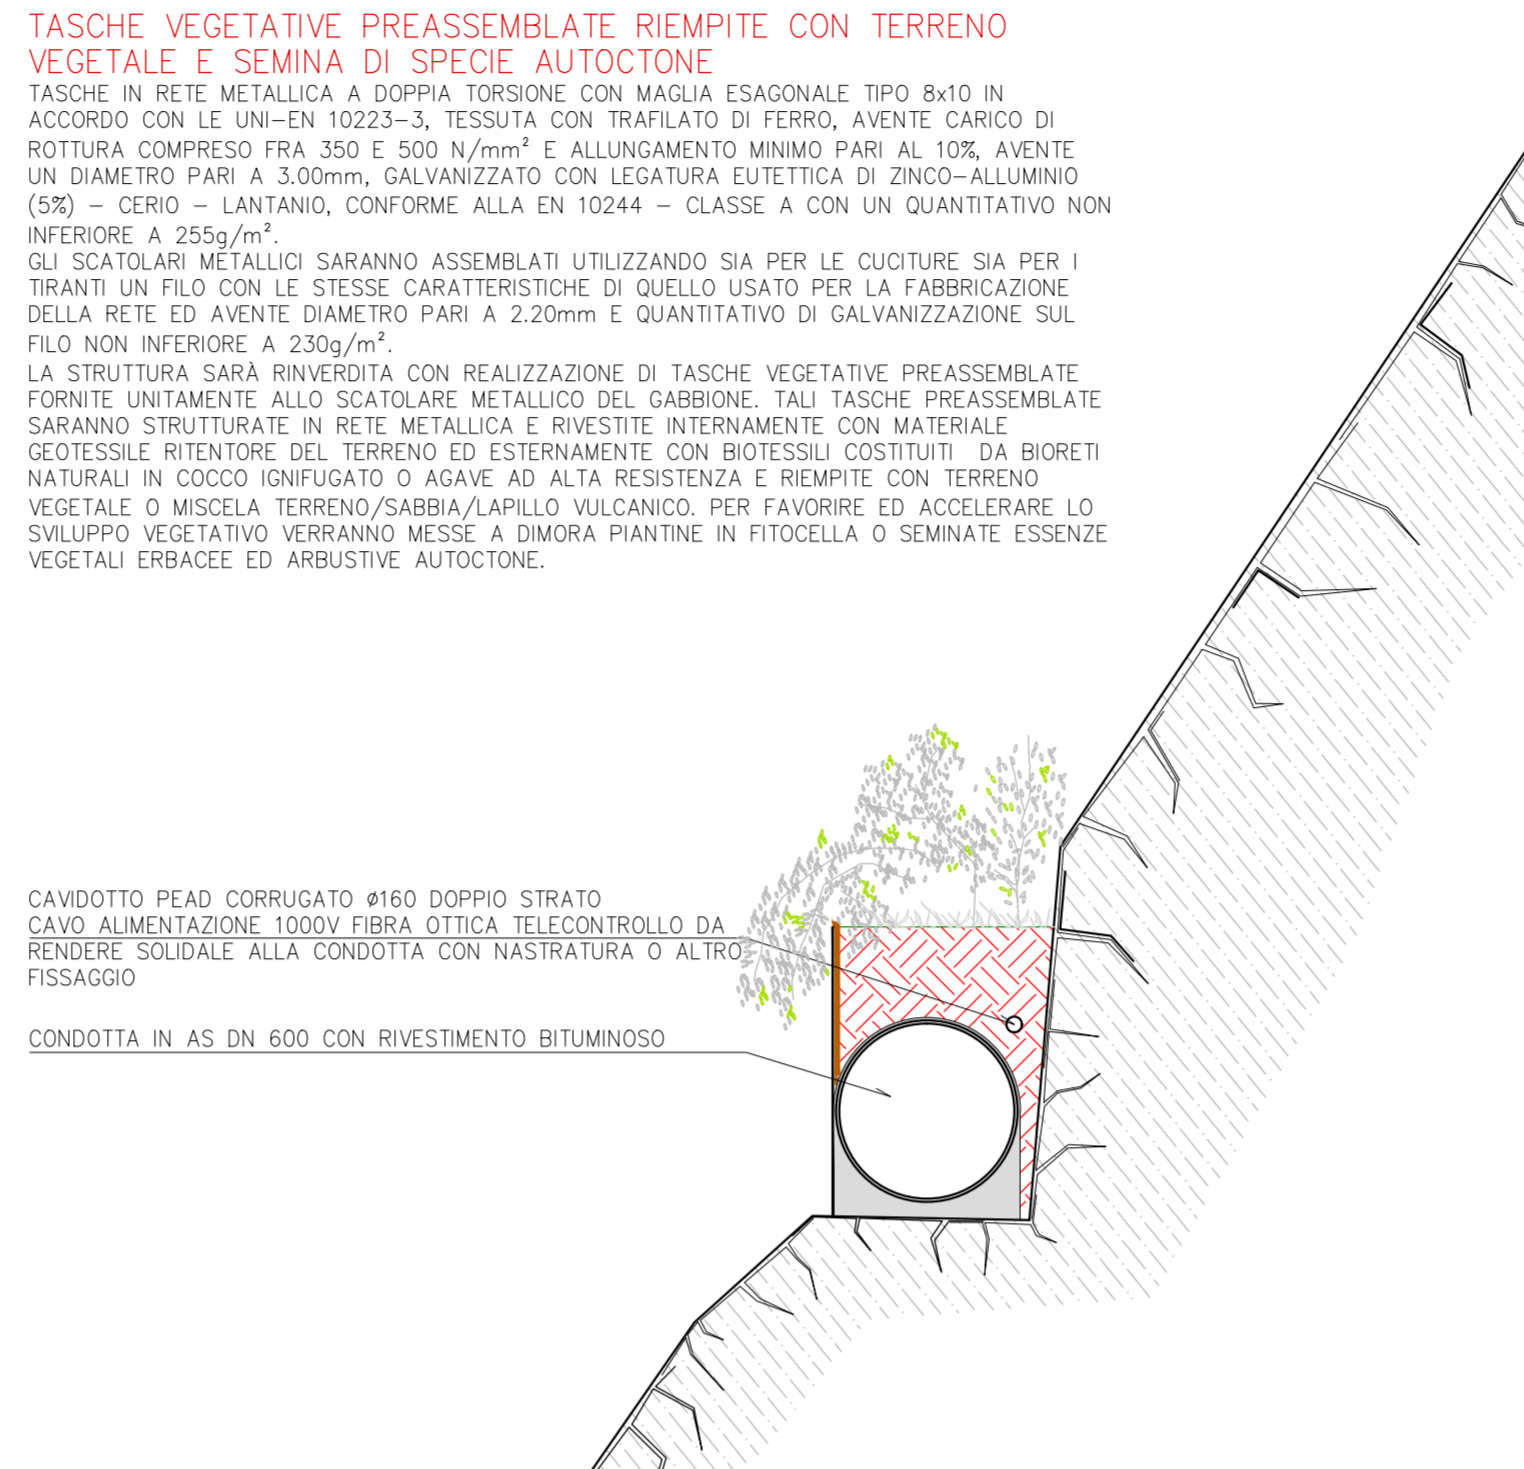 TASCHE VEGETATIVE PREASSEMBLATE RIEMPITE CON TERRENO
VEGETALE E SEMINA DI SPECIE AUTOCTONE
TASCHE IN RETE METALLICA A DOPPIA TORSIONE CON MAGLIA ESAGONALE TIPO 8x10 IN
ACCORDO CON LE UNI-EN 10223-3, TESSUTA CON TRAFILATO DI FERRO, AVENTE CARICO DI
ROTTURA COMPRESO FRA 350 E 500 N/mm² E ALLUNGAMENTO MINIMO PARI AL 10%, AVENTE
UN DIAMETRO PARI A 3.00mm, GALVANIZZATO CON LEGATURA EUTETTICA DI ZINCO-ALLUMINIO
(5%) - CERIO - LANTANIO, CONFORME ALLA EN 10244 - CLASSE A CON UN QUANTITATIVO NON
INFERIORE A 255g/m².
GLI SCATOLARI METALLICI SARANNO ASSEMBLATI UTILIZZANDO SIA PER LE CUCITURE SIA PER I
TIRANTI UN FILO CON LE STESSE CARATTERISTICHE DI QUELLO USATO PER LA FABBRICAZIONE
DELLA RETE ED AVENTE DIAMETRO PARI A 2.20mm E QUANTITATIVO DI GALVANIZZAZIONE SUL
FILO NON INFERIORE A 230g/m².
LA STRUTTURA SARÀ RINVERDITA CON REALIZZAZIONE DI TASCHE VEGETATIVE PREASSEMBLATE
FORNITE UNITAMENTE ALLO SCATOLARE METALLICO DEL GABBIONE. TALI TASCHE PREASSEMBLATE
SARANNO STRUTTURATE IN RETE METALLICA E RIVESTITE INTERNAMENTE CON MATERIALE
GEOTESSILE RITENTORE DEL TERRENO ED ESTERNAMENTE CON BIOTESSILI COSTITUITI DA BIORETI
NATURALI IN COCCO IGNIFUGATO O AGAVE AD ALTA RESISTENZA E RIEMPITE CON TERRENO
VEGETALE O MISCELA TERRENO/SABBIA/LAPILLO VULCANICO. PER FAVORIRE ED ACCELERARE LO
SVILUPPO VEGETATIVO VERRANNO MESSE A DIMORA PIANTINE IN FITOCELLA O SEMINATE ESSENZE
VEGETALI ERBACEE ED ARBUSTIVE AUTOCTONE.
CAVIDOTTO PEAD CORRUGATO ø160 DOPPIO STRATO
CAVO ALIMENTAZIONE 1000V FIBRA OTTICA TELECONTROLLO DA
RENDERE SOLIDALE ALLA CONDOTTA CON NASTRATURA O ALTRO
FISSAGGIO
CONDOTTA IN AS DN 600 CON RIVESTIMENTO BITUMINOSO